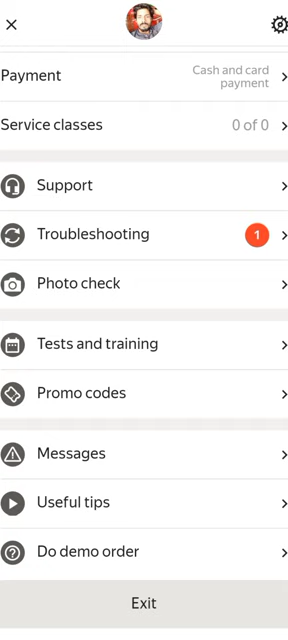 Payment
Cash and card
payment
Service classes
0 of 0
Support
Troubleshooting
1
Photo check
Tests and training
Promo codes
Messages
Useful tips
Do demo order
Exit